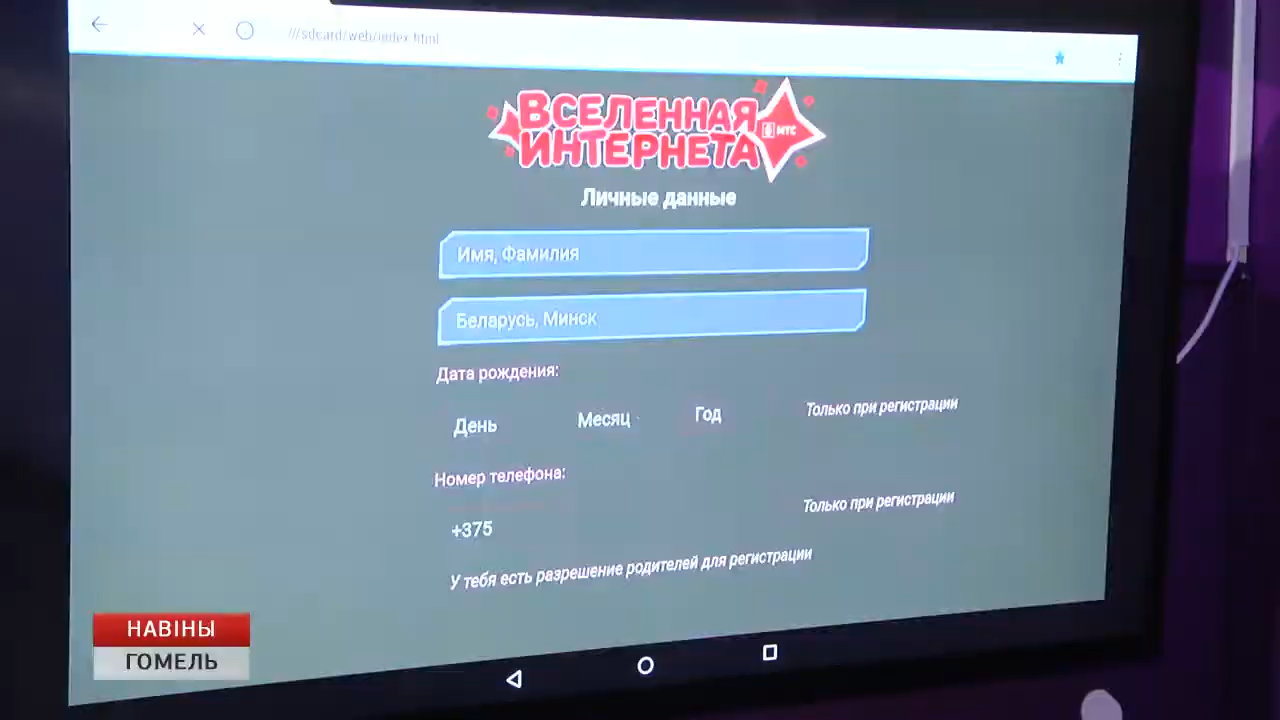 ///sdcard/web/index.html
ВСЕЛЕННАЯ
ИНТЕРНЕТА
МТС
Личные данные
Имя, Фамилия
Беларусь, Минск
Дата рождения:
День Месяц Год Только при регистрации
Номер телефона:
+375 Только при регистрации
У тебя есть разрешение родителей для регистрации
НАВІНЫ
ГОМЕЛЬ